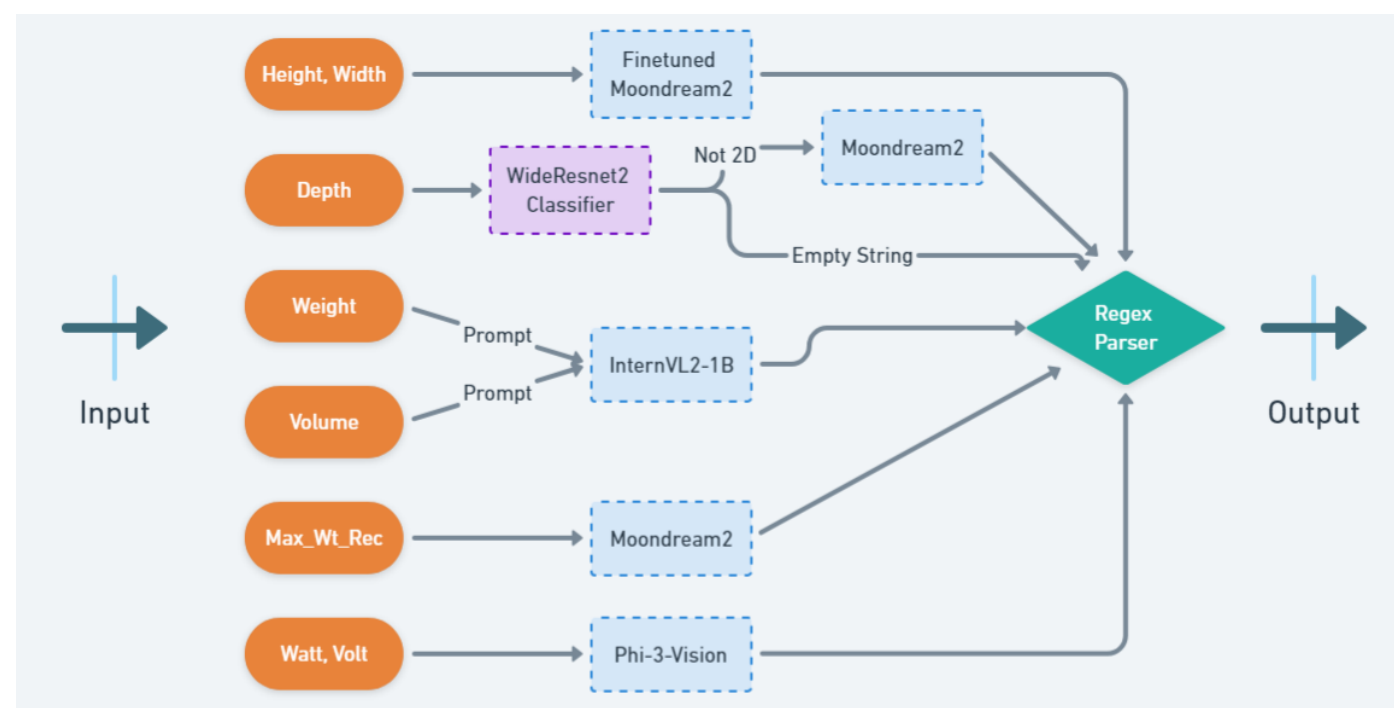 Height, Width
Finetuned
Moondream2
Depth
WideResnet2
Classifier
Not 2D
Moondream2
Empty String
Weight
Prompt
InternVL2-1B
Volume
Prompt
Regex
Parser
Input
Output
Max_Wt_Rec
Moondream2
Watt, Volt
Phi-3-Vision